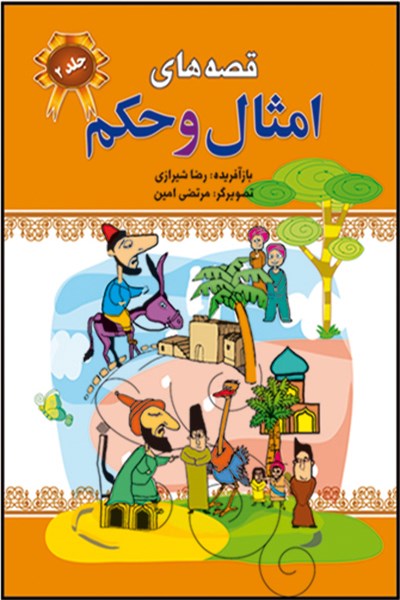 جلد ۲
قصه‌های
امثال و حکم
بازآفریده: رضا شیرازی
تصویرگر: مرتضی امین